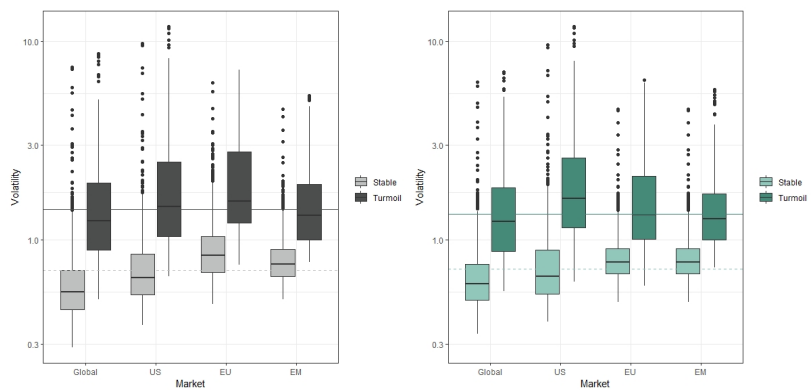 10.0
3.0
1.0
0.3
Volatility
Global US EU EM
Market
Stable
Turmoil
10.0
3.0
1.0
0.3
Volatility
Global US EU EM
Market
Stable
Turmoil